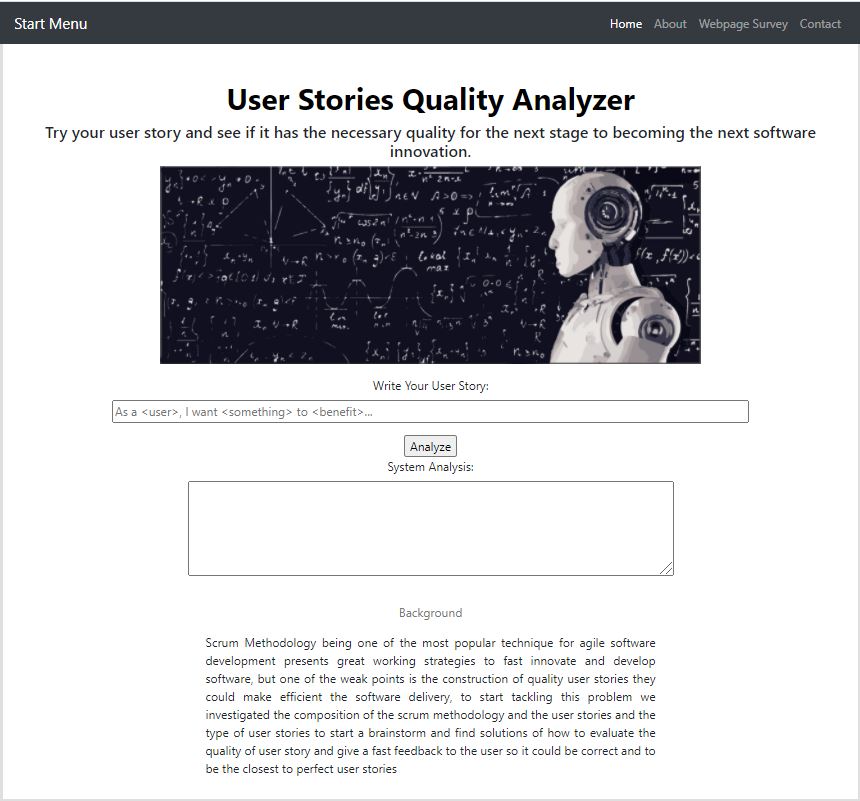 Start Menu
Home About Webpage Survey Contact
User Stories Quality Analyzer
Try your user story and see if it has the necessary quality for the next stage to becoming the next software
innovation.
local
max
Write Your User Story:
As a <user>, I want <something> to <benefit>...
Analyze
System Analysis:
Background
Scrum Methodology being one of the most popular technique for agile software
development presents great working strategies to fast innovate and develop
software, but one of the weak points is the construction of quality user stories they
could make efficient the software delivery, to start tackling this problem we
investigated the composition of the scrum methodology and the user stories and the
type of user stories to start a brainstorm and find solutions of how to evaluate the
quality of user story and give a fast feedback to the user so it could be correct and to
be the closest to perfect user stories